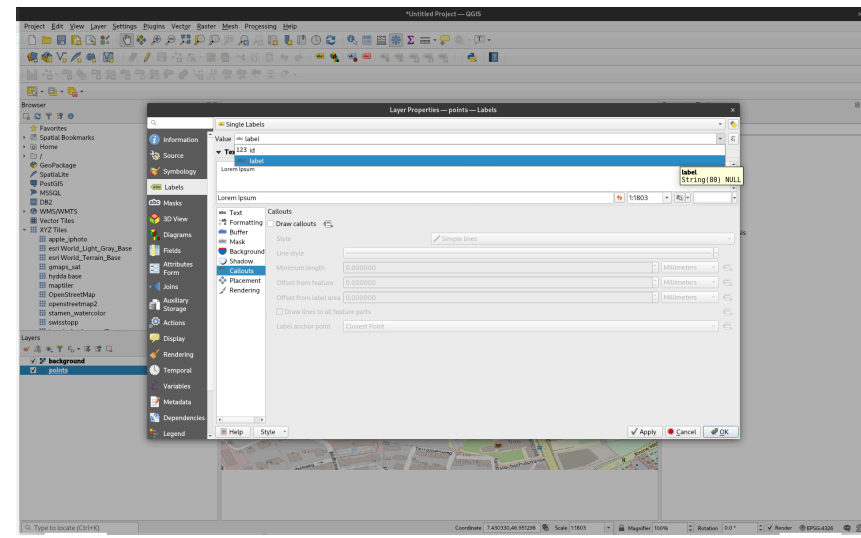 *Untitled Project — QGIS
Project Edit View Layer Settings Plugins Vector Raster Mesh Processing Help
Browser
Favorites
Spatial Bookmarks
Home
/
GeoPackage
SpatiaLite
PostGIS
MSSQL
DB2
WMS/WMTS
Vector Tiles
XYZ Tiles
apple_iphoto
esri World_Light_Gray_Base
esri World_Terrain_Base
gmaps_sat
hydda base
maptiler
OpenStreetMap
openstreetmap2
stamen_watercolor
swisstopp
Layers
background
points
Layer Properties — points — Labels
Information
Source
Symbology
Labels
Masks
3D View
Diagrams
Fields
Attributes Form
Joins
Auxiliary Storage
Actions
Display
Rendering
Temporal
Variables
Metadata
Dependencies
Legend
Single Labels
Value abc label
123 id
abc label
Lorem Ipsum
label
String(80) NULL
Lorem Ipsum
1:1803
Text
Formatting
Buffer
Mask
Background
Shadow
Callouts
Placement
Rendering
Callouts
Draw callouts
Style Simple lines
Line style
Minimum length 0.000000 Millimeters
Offset from feature 0.000000 Millimeters
Offset from label area 0.000000 Millimeters
Draw lines to all feature parts
Label anchor point Closest Point
Help Style Apply Cancel OK
Type to locate (Ctrl+K) Coordinate 7.430330,46.951298 Scale 1:1803 Magnifier 100% Rotation 0.0 ° Render EPSG:4326